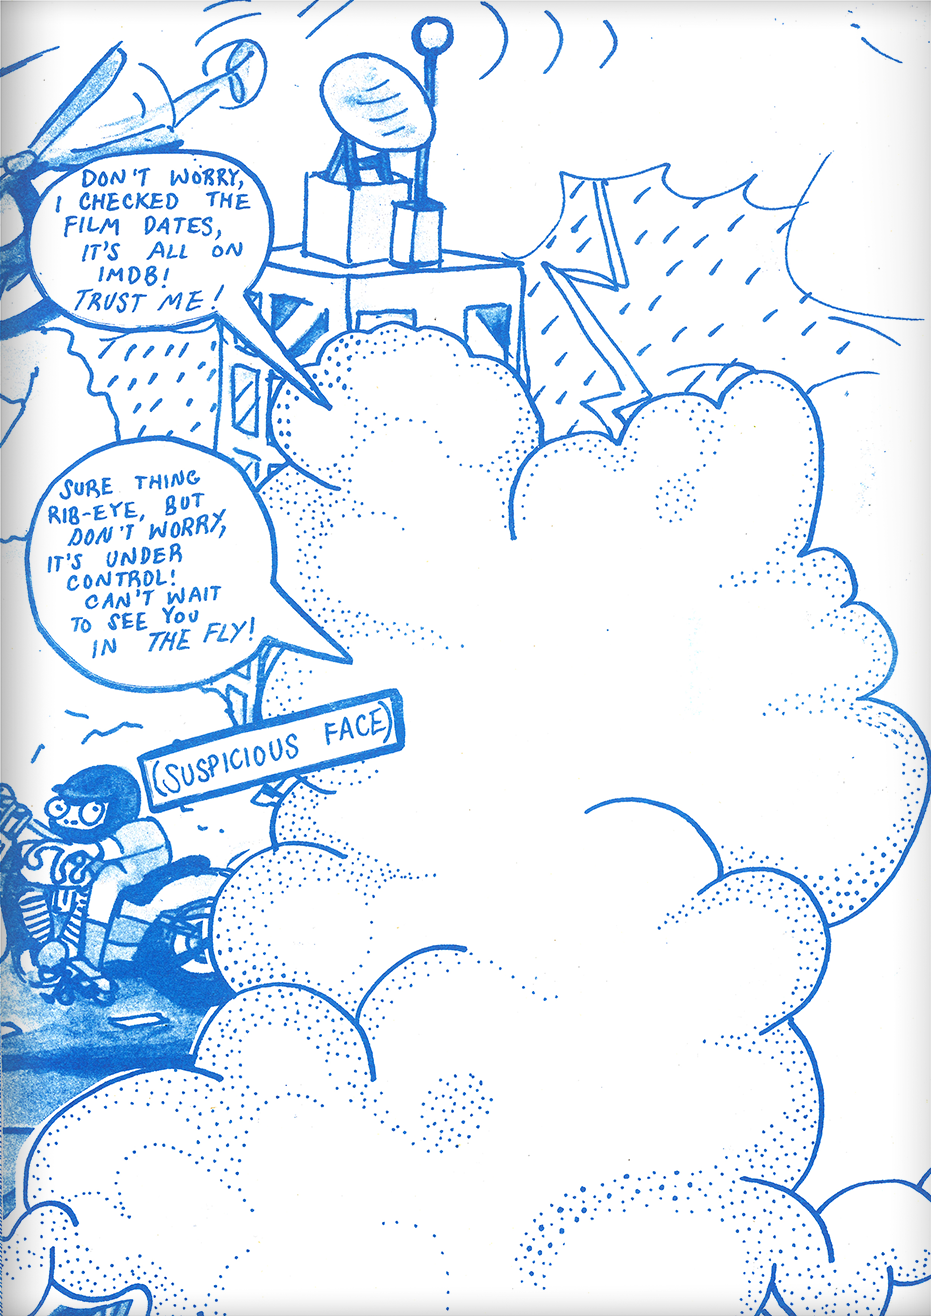 DON'T WORRY,
I CHECKED THE
FILM DATES,
IT'S ALL ON
IMDB!
TRUST ME!
SURE THING
RIB-EYE, BUT
DON'T WORRY,
IT'S UNDER
CONTROL!
CAN'T WAIT
TO SEE YOU
IN THE FLY!
(SUSPICIOUS FACE)